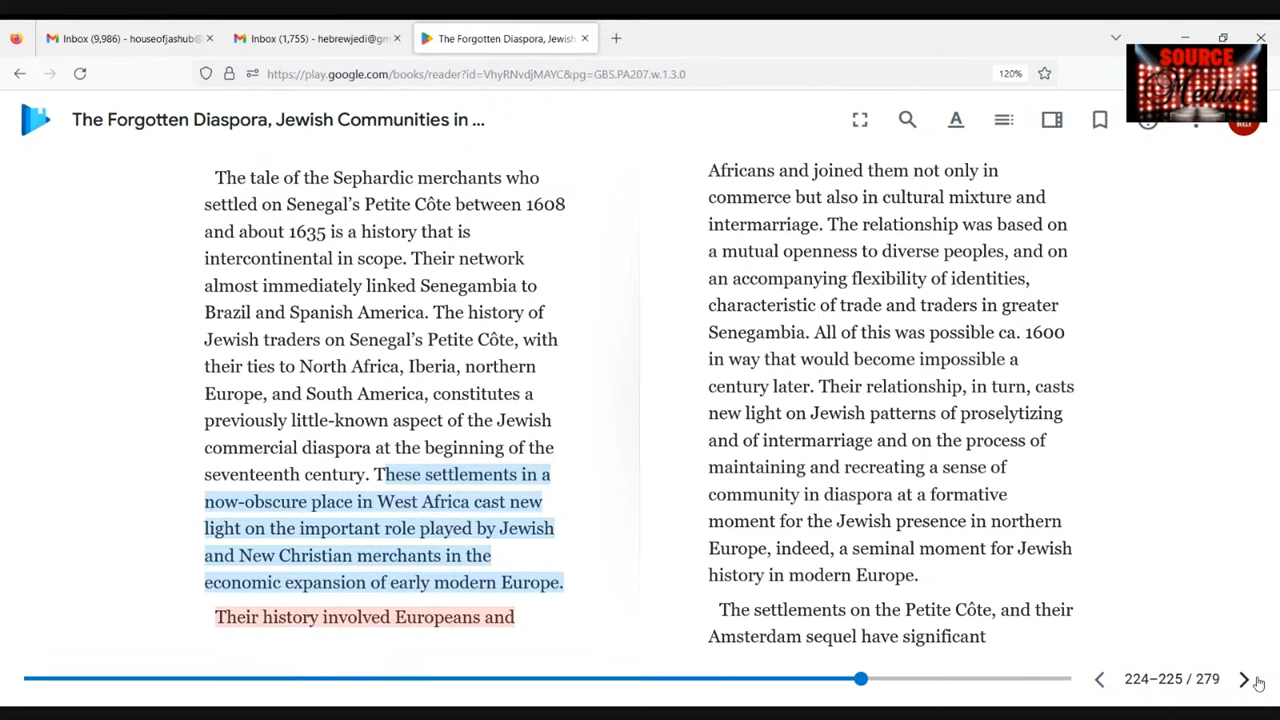 Inbox (9,986) - houseofjashub@
Inbox (1,755) - hebrewjedi@gm
The Forgotten Diaspora, Jewish
https://play.google.com/books/reader?id=VhyRNvdjMAYC&pg=GBS.PA207.w.1.3.0
120%
SOURCE
Media
The Forgotten Diaspora, Jewish Communities in ...
The tale of the Sephardic merchants who
settled on Senegal's Petite Côte between 1608
and about 1635 is a history that is
intercontinental in scope. Their network
almost immediately linked Senegambia to
Brazil and Spanish America. The history of
Jewish traders on Senegal's Petite Côte, with
their ties to North Africa, Iberia, northern
Europe, and South America, constitutes a
previously little-known aspect of the Jewish
commercial diaspora at the beginning of the
seventeenth century. These settlements in a
now-obscure place in West Africa cast new
light on the important role played by Jewish
and New Christian merchants in the
economic expansion of early modern Europe.
Their history involved Europeans and
Africans and joined them not only in
commerce but also in cultural mixture and
intermarriage. The relationship was based on
a mutual openness to diverse peoples, and on
an accompanying flexibility of identities,
characteristic of trade and traders in greater
Senegambia. All of this was possible ca. 1600
in way that would become impossible a
century later. Their relationship, in turn, casts
new light on Jewish patterns of proselytizing
and of intermarriage and on the process of
maintaining and recreating a sense of
community in diaspora at a formative
moment for the Jewish presence in northern
Europe, indeed, a seminal moment for Jewish
history in modern Europe.
The settlements on the Petite Côte, and their
Amsterdam sequel have significant
224–225 / 279